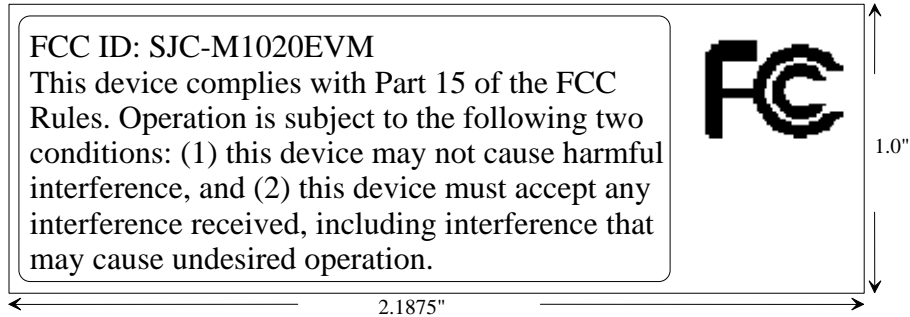 FCC ID: SJC-M1020EVM
This device complies with Part 15 of the FCC
Rules. Operation is subject to the following two
conditions: (1) this device may not cause harmful
interference, and (2) this device must accept any
interference received, including interference that
may cause undesired operation.
FCC
1.0"
2.1875"